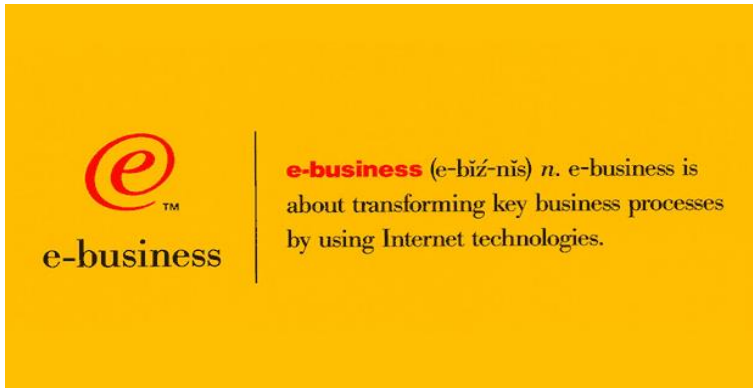 e
TM
e-business
e-business (e-bĭź-nĭs) n. e-business is
about transforming key business processes
by using Internet technologies.